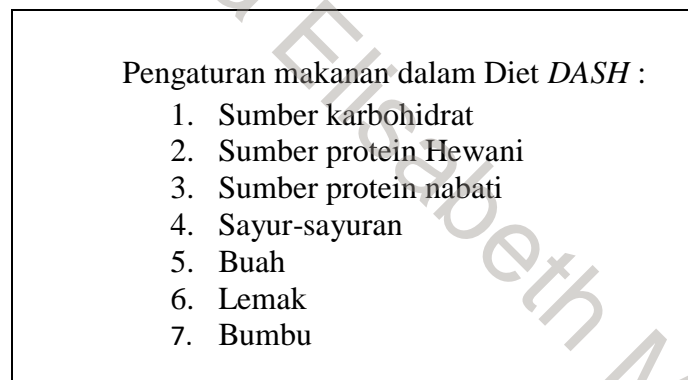 Pengaturan makanan dalam Diet DASH :
1. Sumber karbohidrat
2. Sumber protein Hewani
3. Sumber protein nabati
4. Sayur-sayuran
5. Buah
6. Lemak
7. Bumbu
Elisabeth